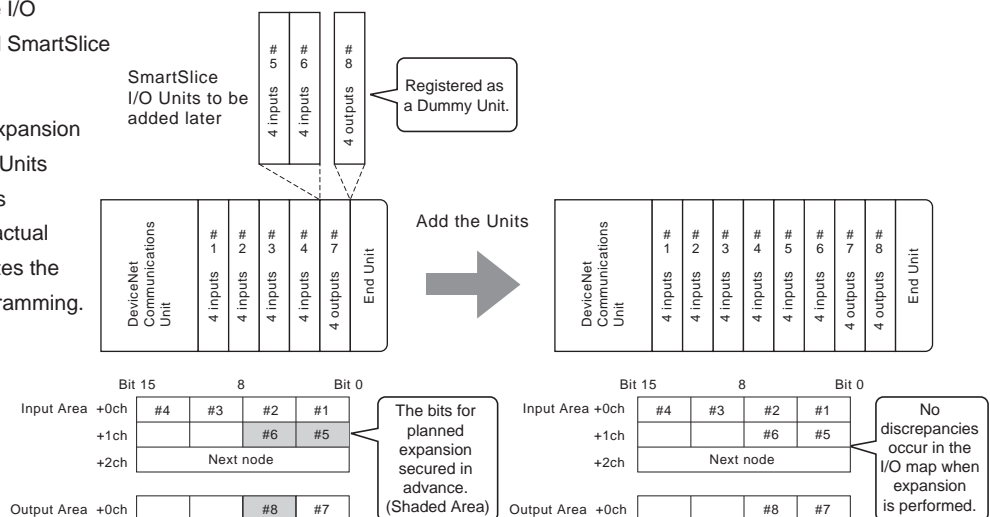 e I/O
SmartSlice
xpansion
Units
s
actual
tes the
ramming.
SmartSlice
I/O Units to be
added later
#5 4 inputs
#6 4 inputs
#8 4 outputs
Registered as
a Dummy Unit.
DeviceNet
Communications
Unit
#1 4 inputs
#2 4 inputs
#3 4 inputs
#4 4 inputs
#7 4 outputs
End Unit
Add the Units
DeviceNet
Communications
Unit
#1 4 inputs
#2 4 inputs
#3 4 inputs
#4 4 inputs
#5 4 inputs
#6 4 inputs
#7 4 outputs
#8 4 outputs
End Unit
Bit 15 8 Bit 0
Input Area +0ch #4 #3 #2 #1
+1ch #6 #5
+2ch Next node
Output Area +0ch #8 #7
The bits for
planned
expansion
secured in
advance.
(Shaded Area)
Bit 15 8 Bit 0
Input Area +0ch #4 #3 #2 #1
+1ch #6 #5
+2ch Next node
Output Area +0ch #8 #7
No
discrepancies
occur in the
I/O map when
expansion
is performed.